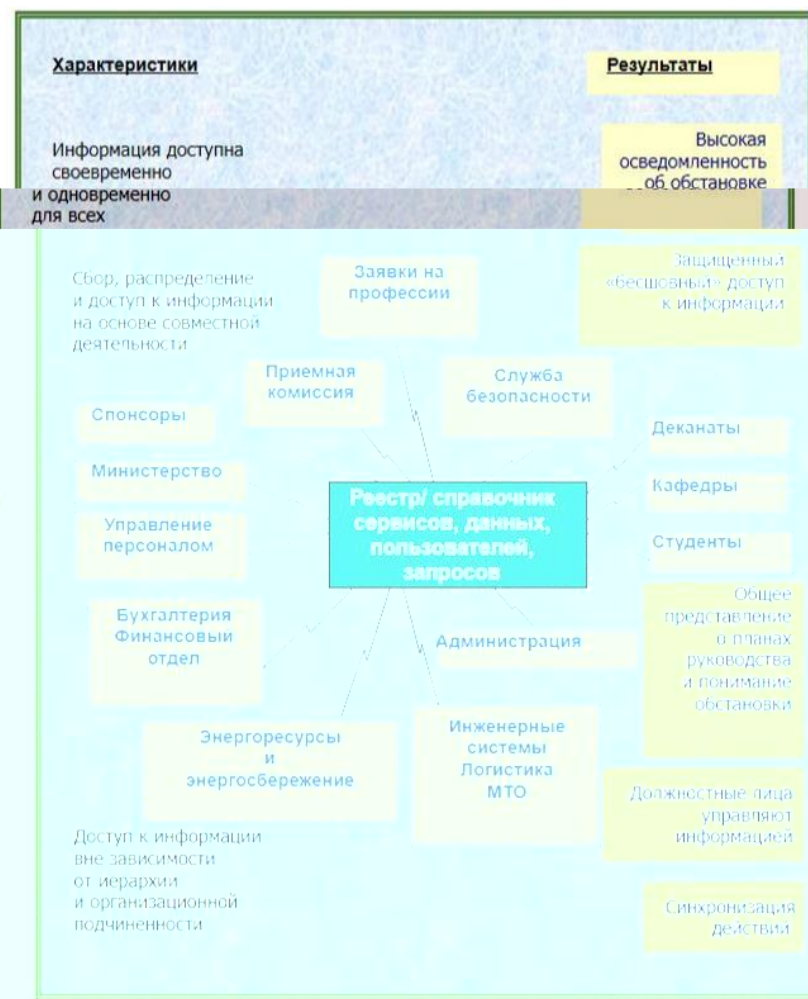 Характеристики
Результаты
Информация доступна
своевременно
и одновременно
для всех
Высокая
осведомленность
об обстановке
Сбор, распределение
и доступ к информации
на основе совместной
деятельности
Заявки на
профессии
Защищенный
«бесшовный» доступ
к информации
Приемная
комиссия
Служба
безопасности
Спонсоры
Деканаты
Министерство
Кафедры
Управление
персоналом
Реестр/ справочник
сервисов, данных,
пользователей,
запросов
Студенты
Бухгалтерия
Финансовый
отдел
Администрация
Общее
представление
о планах
руководства
и понимание
обстановки
Энергоресурсы
и
энергосбережение
Инженерные
системы
Логистика
МТО
Должностные лица
управляют
информацией
Доступ к информации
вне зависимости
от иерархии
и организационной
подчиненности
Синхронизация
действий